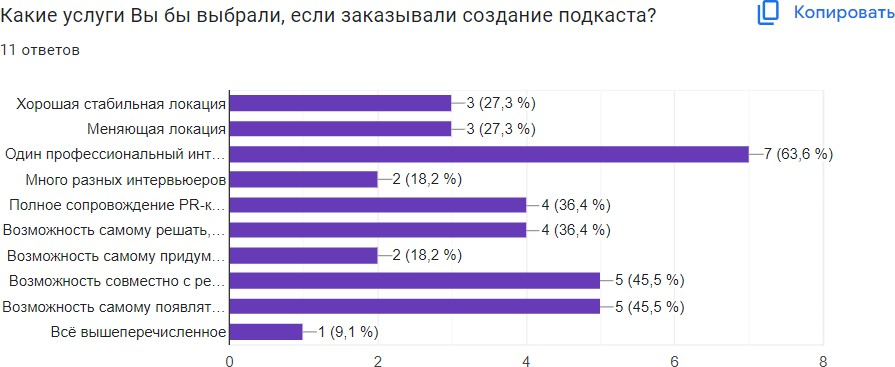 Какие услуги Вы бы выбрали, если заказывали создание подкаста?
Копировать
11 ответов
Хорошая стабильная локация 3 (27,3 %)
Меняющая локация 3 (27,3 %)
Один профессиональный инт… 7 (63,6 %)
Много разных интервьюеров 2 (18,2 %)
Полное сопровождение PR-к… 4 (36,4 %)
Возможность самому решать,… 4 (36,4 %)
Возможность самому придум… 2 (18,2 %)
Возможность совместно с ре… 5 (45,5 %)
Возможность самому появлят… 5 (45,5 %)
Всё вышеперечисленное 1 (9,1 %)
0 2 4 6 8